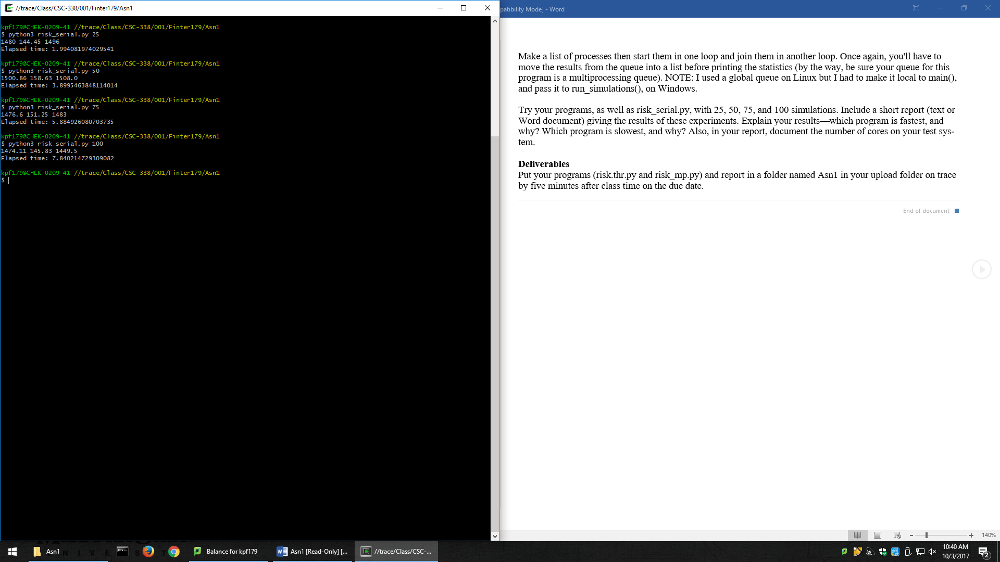 //trace/Class/CSC-338/001/Finter179/Asn1
kpf179@CHEK-0209-41 //trace/Class/CSC-338/001/Finter179/Asn1
$ python3 risk_serial.py 25
1480 144.45 1496
Elapsed time: 1.994081974029541
kpf179@CHEK-0209-41 //trace/Class/CSC-338/001/Finter179/Asn1
$ python3 risk_serial.py 50
1500.86 158.63 1508.0
Elapsed time: 3.8995463848114014
kpf179@CHEK-0209-41 //trace/Class/CSC-338/001/Finter179/Asn1
$ python3 risk_serial.py 75
1476.6 151.25 1483
Elapsed time: 5.884926080703735
kpf179@CHEK-0209-41 //trace/Class/CSC-338/001/Finter179/Asn1
$ python3 risk_serial.py 100
1474.11 145.83 1449.5
Elapsed time: 7.840214729309082
kpf179@CHEK-0209-41 //trace/Class/CSC-338/001/Finter179/Asn1
$
patibility Mode] - Word
Make a list of processes then start them in one loop and join them in another loop. Once again, you'll have to
move the results from the queue into a list before printing the statistics (by the way, be sure your queue for this
program is a multiprocessing queue). NOTE: I used a global queue on Linux but I had to make it local to main(),
and pass it to run_simulations(), on Windows.
Try your programs, as well as risk_serial.py, with 25, 50, 75, and 100 simulations. Include a short report (text or
Word document) giving the results of these experiments. Explain your results—which program is fastest, and
why? Which program is slowest, and why? Also, in your report, document the number of cores on your test sys-
tem.
Deliverables
Put your programs (risk.thr.py and risk_mp.py) and report in a folder named Asn1 in your upload folder on trace
by five minutes after class time on the due date.
End of document
140%
Asn1
Balance for kpf179
Asn1 [Read-Only] [...
//trace/Class/CSC-...
10:40 AM
10/3/2017
2